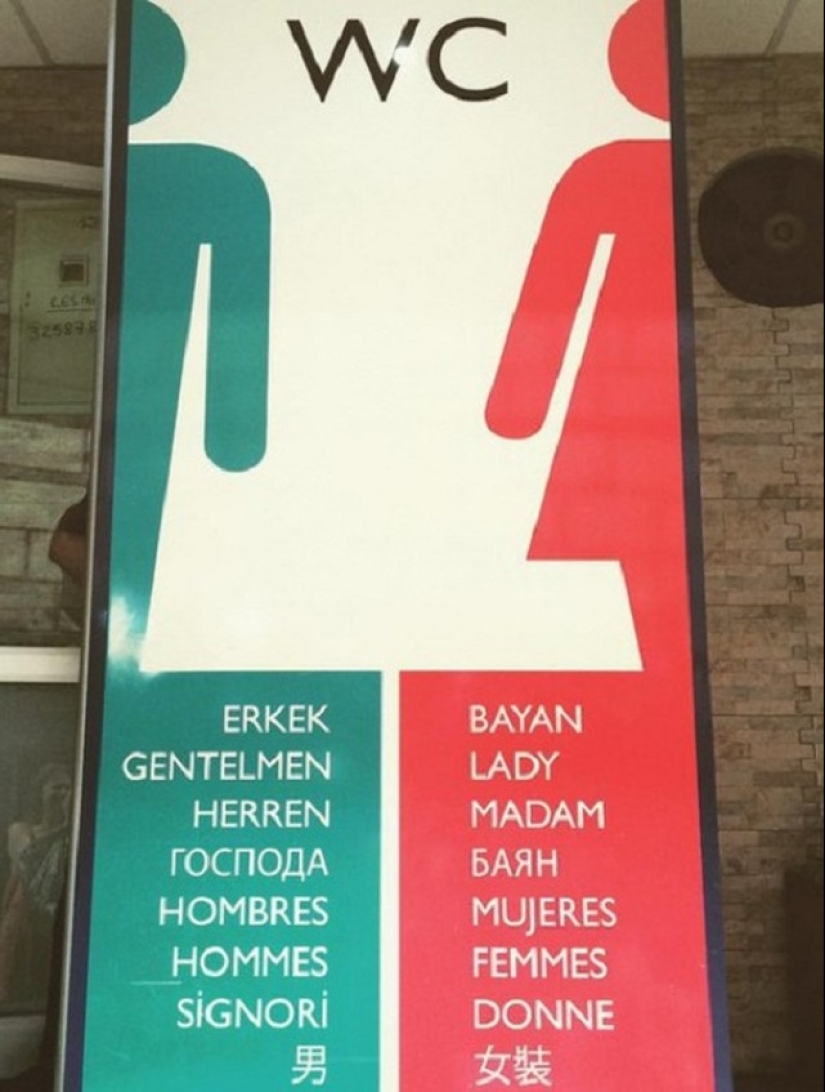 WC
ERKEK
GENTELMEN
HERREN
ГОСПОДА
HOMBRES
HOMMES
SİGNORİ
男
BAYAN
LADY
MADAM
БАЯН
MUJERES
FEMMES
DONNE
女裝